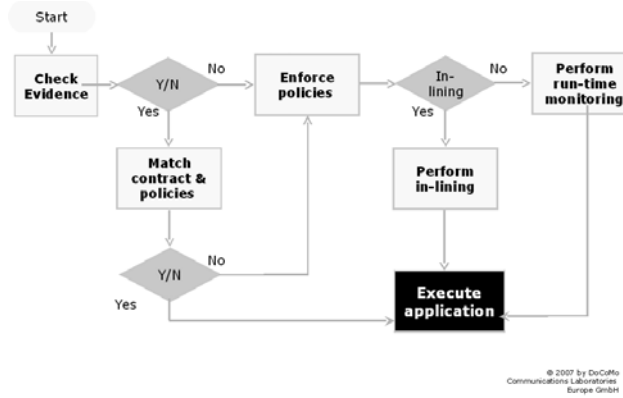 Start
Check
Evidence
Y/N
No
Yes
Enforce
policies
In-
lining
No
Yes
Perform
run-time
monitoring
Match
contract &
policies
Perform
in-lining
Y/N
No
Yes
Execute
application
© 2007 by DoCoMo
Communications Laboratories
Europe GmbH